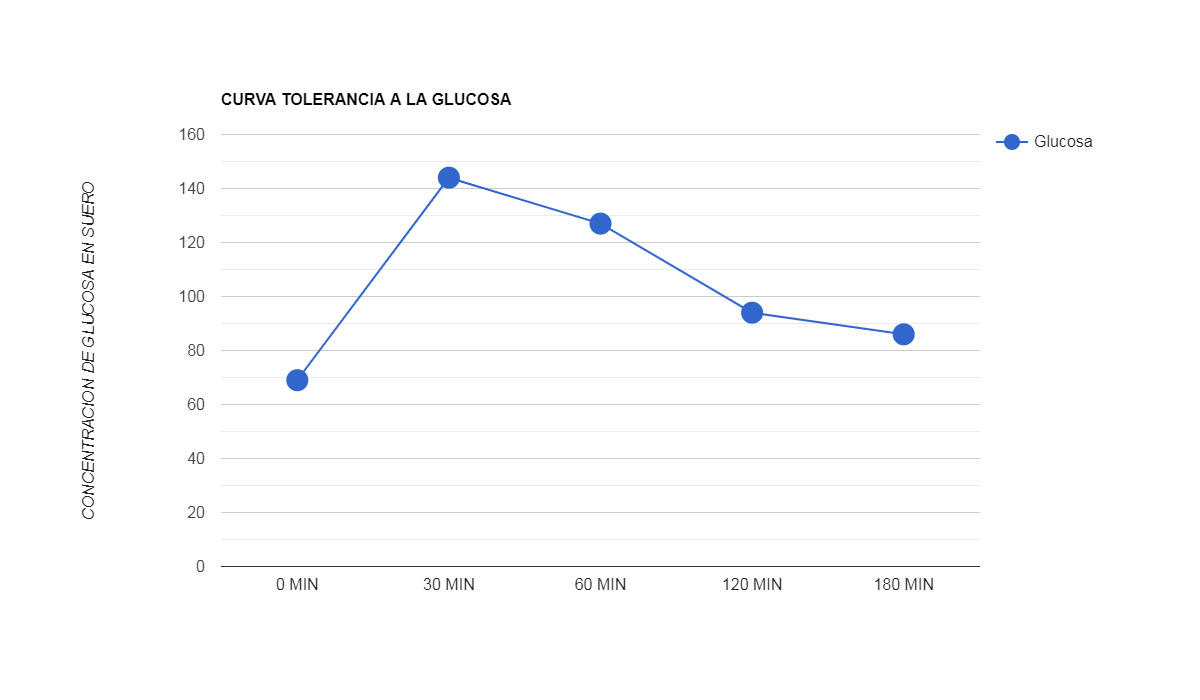 CURVA TOLERANCIA A LA GLUCOSA
Glucosa
CONCENTRACION DE GLUCOSA EN SUERO
160
140
120
100
80
60
40
20
0
0 MIN
30 MIN
60 MIN
120 MIN
180 MIN